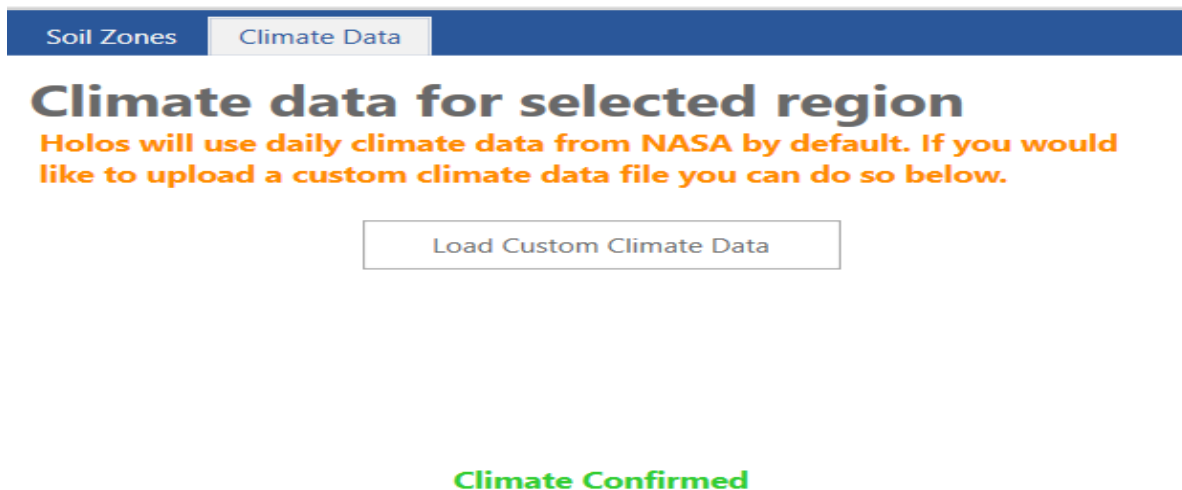 Soil Zones Climate Data
Climate data for selected region
Holos will use daily climate data from NASA by default. If you would
like to upload a custom climate data file you can do so below.
Load Custom Climate Data
Climate Confirmed